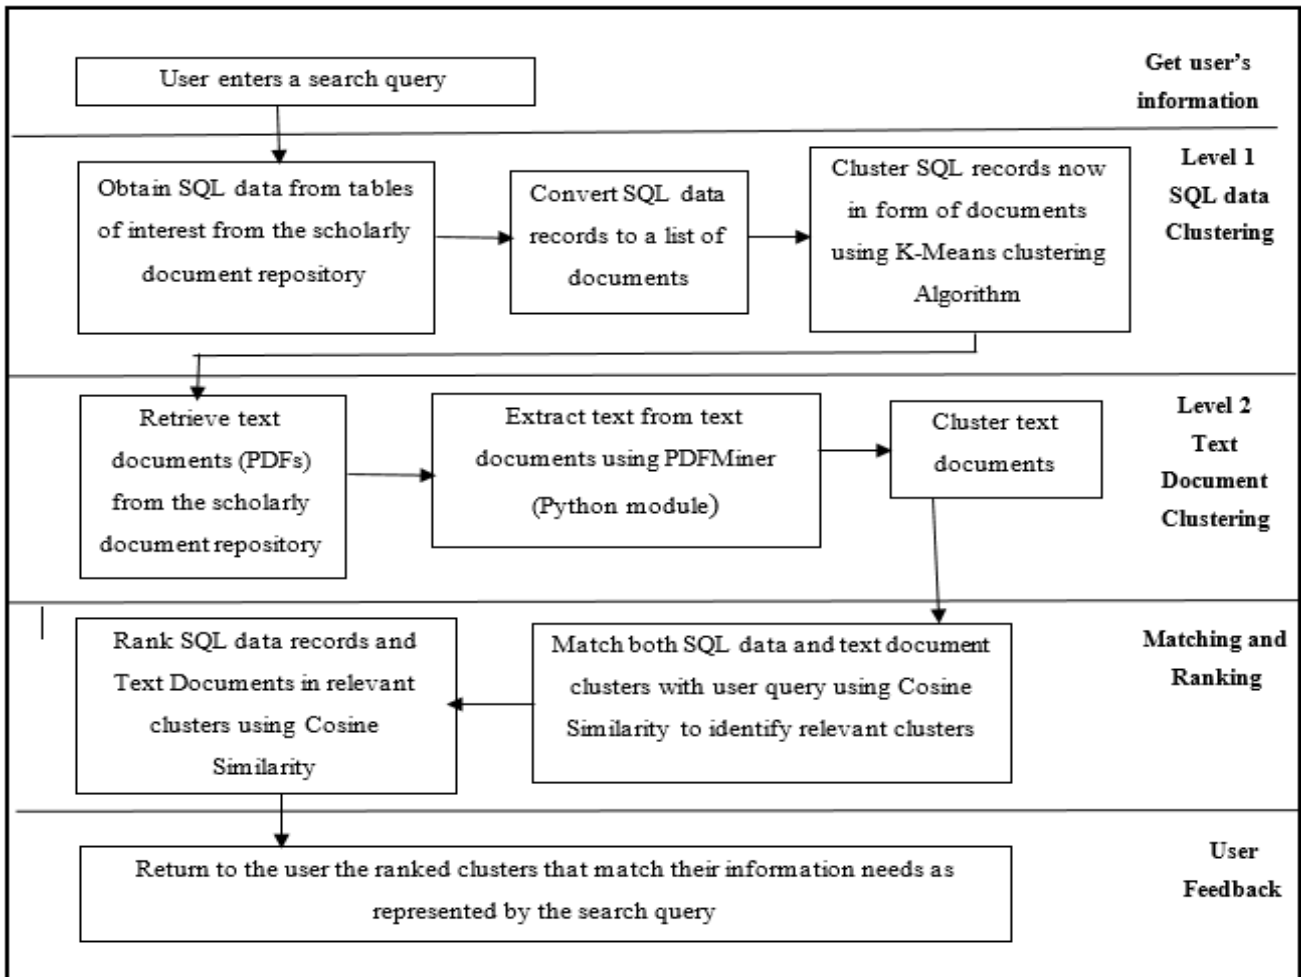 User enters a search query
Get user's
information
Obtain SQL data from tables
of interest from the scholarly
document repository
Convert SQL data
records to a list of
documents
Cluster SQL records now
in form of documents
using K-Means clustering
Algorithm
Level 1
SQL data
Clustering
Retrieve text
documents (PDFs)
from the scholarly
document repository
Extract text from text
documents using PDFMiner
(Python module)
Cluster text
documents
Level 2
Text
Document
Clustering
Rank SQL data records and
Text Documents in relevant
clusters using Cosine
Similarity
Match both SQL data and text document
clusters with user query using Cosine
Similarity to identify relevant clusters
Matching and
Ranking
Return to the user the ranked clusters that match their information needs as
represented by the search query
User
Feedback